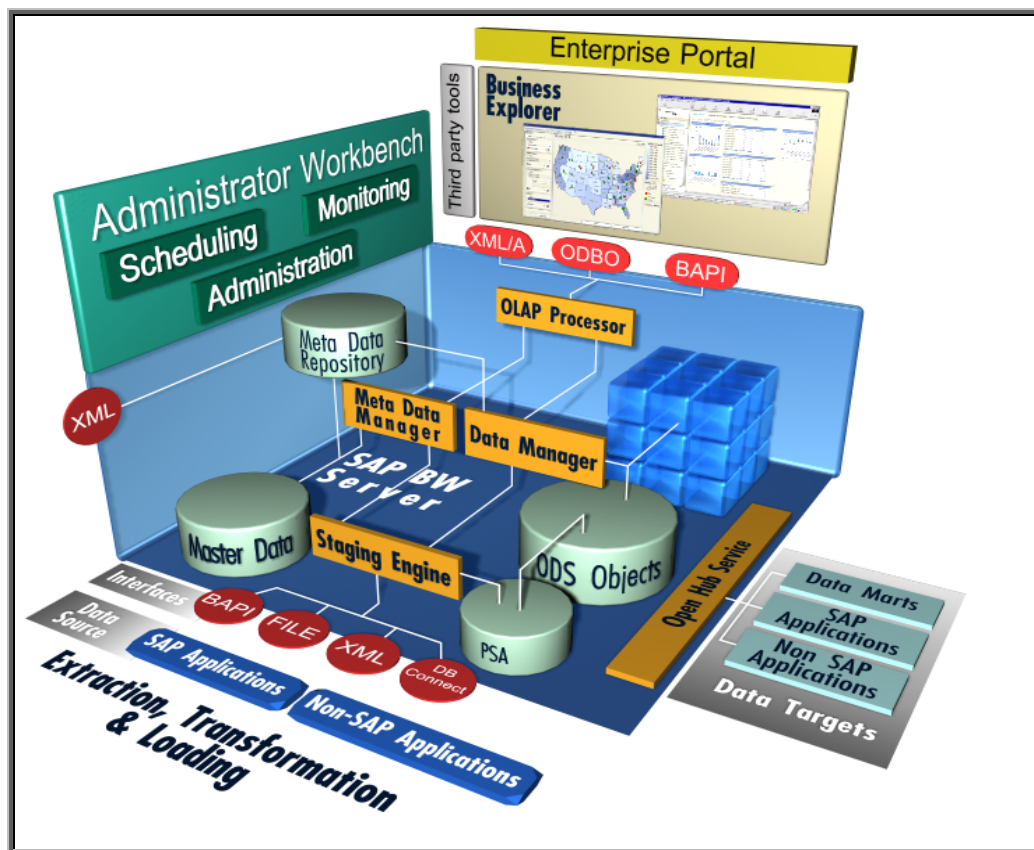 Enterprise Portal
Third party tools
Business
Explorer
Administrator Workbench
Monitoring
Scheduling
Administration
XML/A
ODBO
BAPI
OLAP Processor
Meta Data
Repository
XML
Meta Data
Manager
Data Manager
SAP BW
Server
Master Data
Staging Engine
ODS Objects
PSA
Open Hub Service
Interfaces
BAPI
FILE
XML
DB
Connect
Data
Source
SAP Applications
Non-SAP Applications
Extraction, Transformation
& Loading
Data Marts
SAP
Applications
Non SAP
Applications
Data Targets